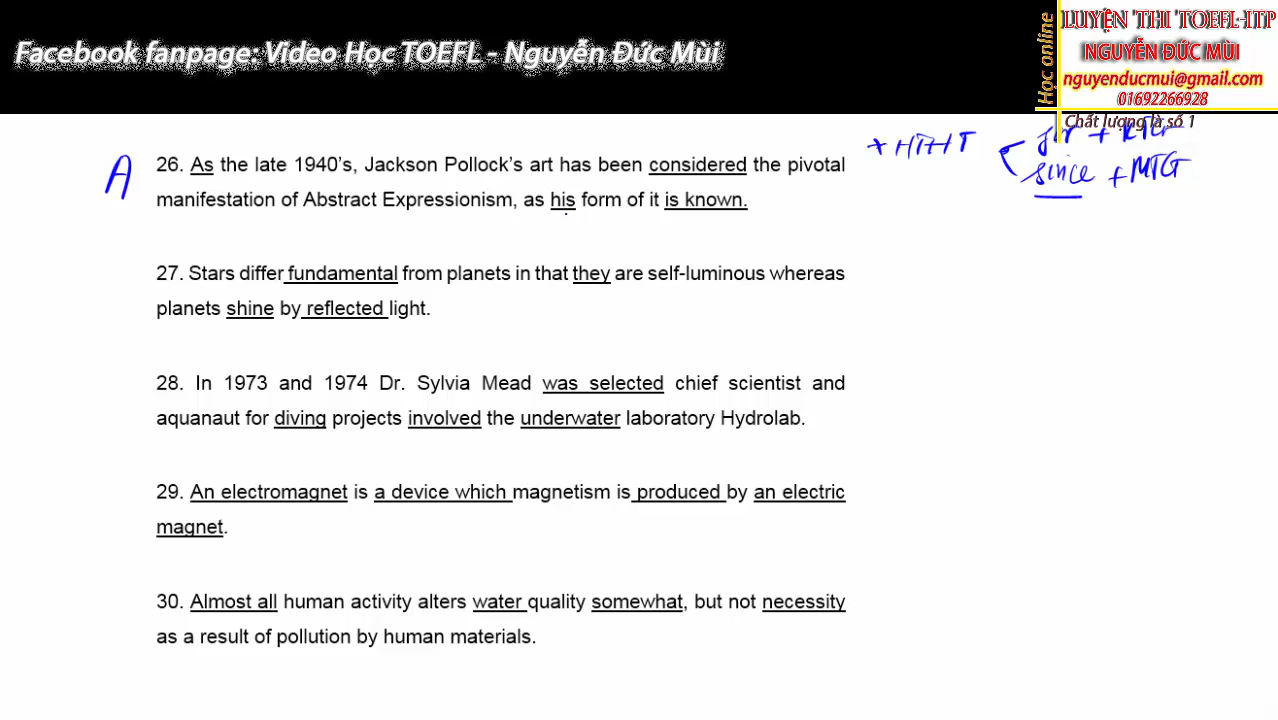 Facebook fanpage: Video Học TOEFL - Nguyễn Đức Mùi
Học online
LUYỆN THI TOEFL-ITP
NGUYỄN ĐỨC MÙI
nguyenducmui@gmail.com
01692266928
Chất lượng là số 1
+ HTHT
for + KTG
since + MTG
A
26. As the late 1940's, Jackson Pollock's art has been considered the pivotal
manifestation of Abstract Expressionism, as his form of it is known.
27. Stars differ fundamental from planets in that they are self-luminous whereas
planets shine by reflected light.
28. In 1973 and 1974 Dr. Sylvia Mead was selected chief scientist and
aquanaut for diving projects involved the underwater laboratory Hydrolab.
29. An electromagnet is a device which magnetism is produced by an electric
magnet.
30. Almost all human activity alters water quality somewhat, but not necessity
as a result of pollution by human materials.